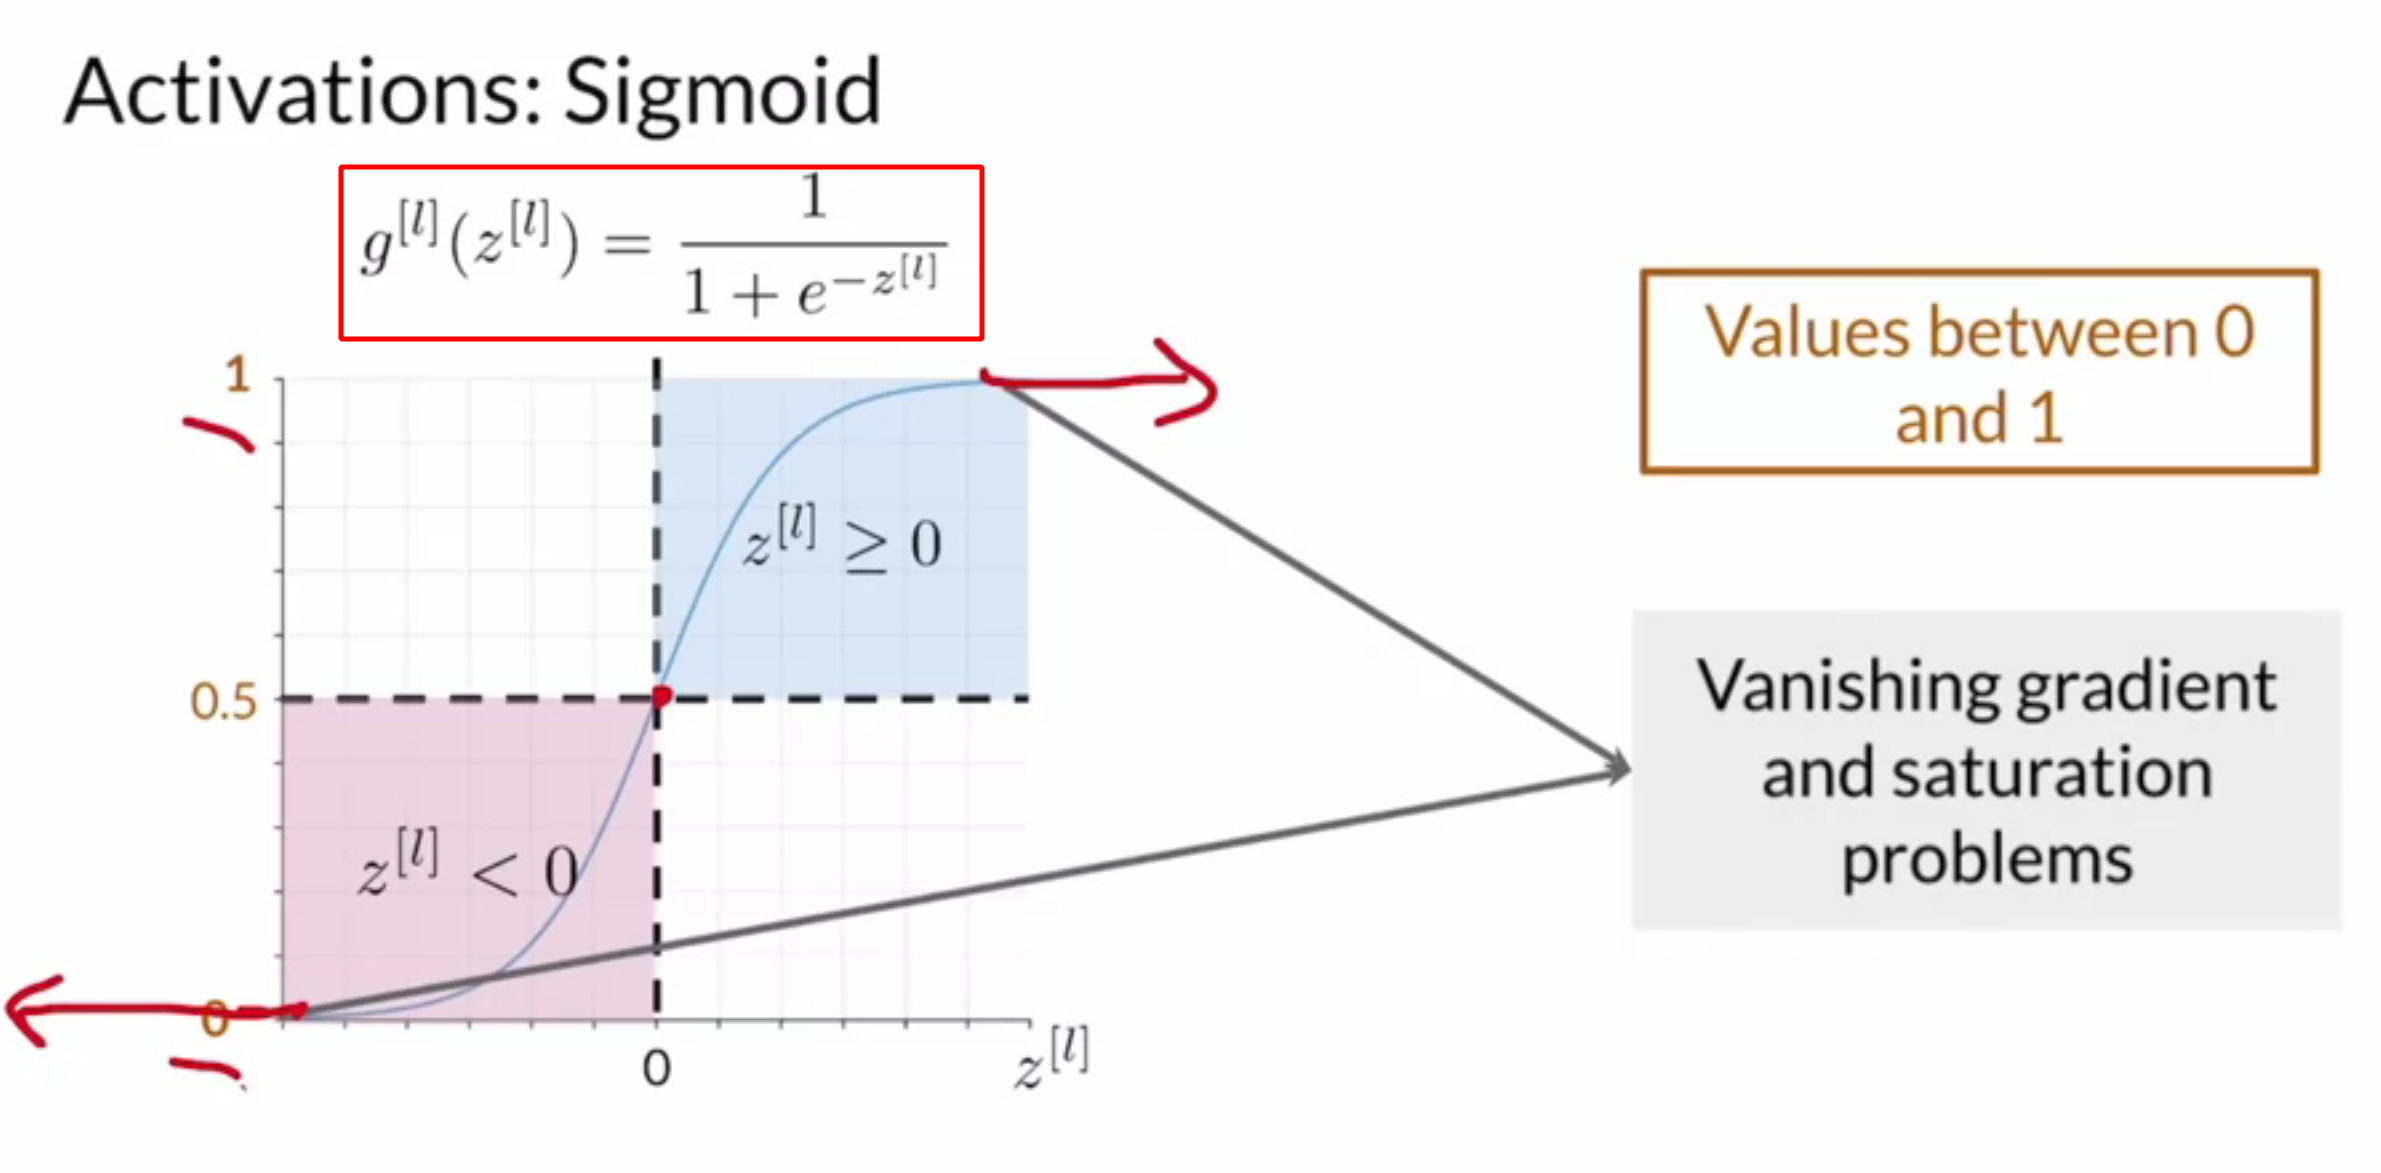 Activations: Sigmoid
g^{[l]}(z^{[l]}) = \frac{1}{1 + e^{-z^{[l]}}}
1
0.5
0
z^{[l]} ≥ 0
z^{[l]} < 0
0
z^{[l]}
Values between 0
and 1
Vanishing gradient
and saturation
problems